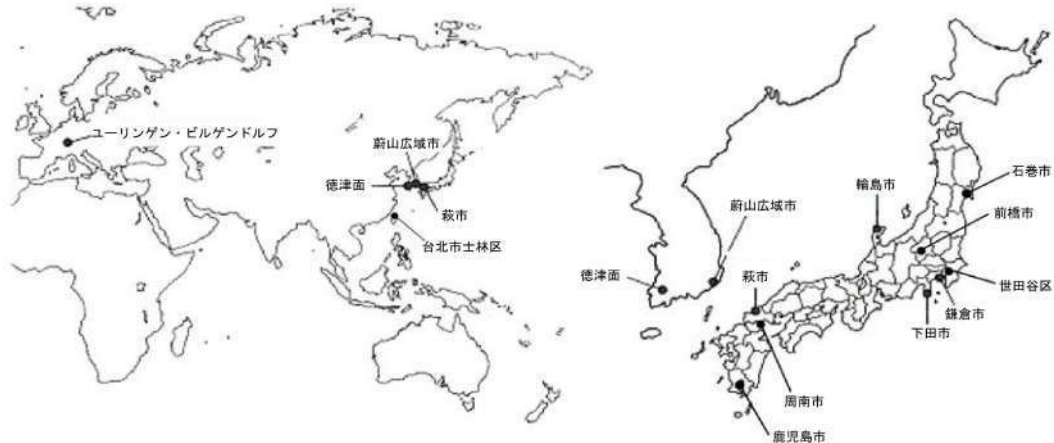 ユーリンゲン・ビルゲンドルフ
蔚山広域市
徳津面
萩市
台北市士林区
石巻市
輪島市
前橋市
蔚山広域市
徳津面
萩市
世田谷区
鎌倉市
下田市
周南市
鹿児島市